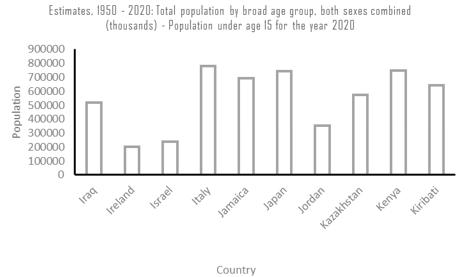 Estimates, 1950 - 2020: Total population by broad age group, both sexes combined
(thousands) - Population under age 15 for the year 2020
Population
900000
800000
700000
600000
500000
400000
300000
200000
100000
0
Iraq
Ireland
Israel
Italy
Jamaica
Japan
Jordan
Kazakhstan
Kenya
Kiribati
Country